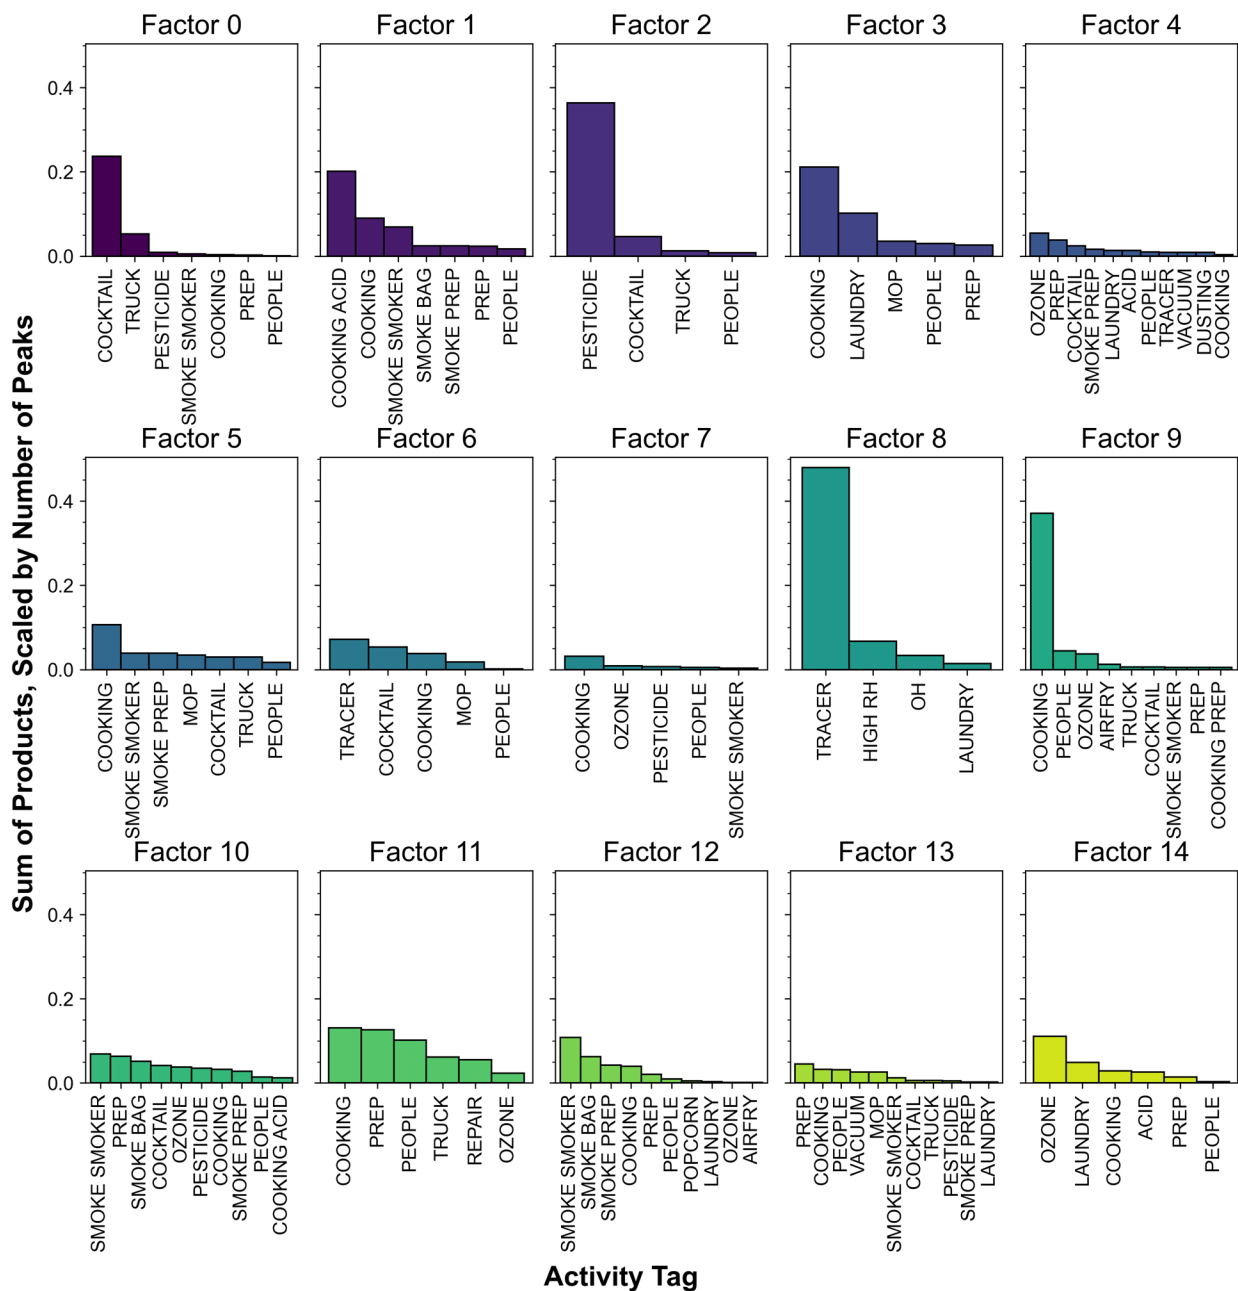 Factor 0
Factor 1
Factor 2
Factor 3
Factor 4
0.4
0.2
0.0
COCKTAIL
TRUCK
PESTICIDE
SMOKE SMOKER
COOKING
PREP
PEOPLE
COOKING ACID
COOKING
SMOKE SMOKER
SMOKE BAG
SMOKE PREP
PREP
PEOPLE
PESTICIDE
COCKTAIL
TRUCK
PEOPLE
COOKING
LAUNDRY
MOP
PEOPLE
PREP
OZONE
PREP
COCKTAIL
SMOKE PREP
LAUNDRY
ACID
PEOPLE
TRACER
VACUUM
DUSTING
COOKING
Sum of Products, Scaled by Number of Peaks
Factor 5
Factor 6
Factor 7
Factor 8
Factor 9
0.4
0.2
0.0
COOKING
SMOKE SMOKER
SMOKE PREP
MOP
COCKTAIL
TRUCK
PEOPLE
TRACER
COCKTAIL
COOKING
MOP
PEOPLE
COOKING
OZONE
PESTICIDE
PEOPLE
SMOKE SMOKER
TRACER
HIGH RH
OH
LAUNDRY
COOKING
PEOPLE
OZONE
AIRFRY
TRUCK
COCKTAIL
SMOKE SMOKER
PREP
COOKING PREP
Factor 10
Factor 11
Factor 12
Factor 13
Factor 14
0.4
0.2
0.0
SMOKE SMOKER
PREP
SMOKE BAG
COCKTAIL
OZONE
PESTICIDE
COOKING
SMOKE PREP
PEOPLE
COOKING ACID
COOKING
PREP
PEOPLE
TRUCK
REPAIR
OZONE
SMOKE SMOKER
SMOKE BAG
SMOKE PREP
COOKING
PREP
PEOPLE
POPCORN
LAUNDRY
OZONE
AIRFRY
PREP
COOKING
PEOPLE
VACUUM
MOP
SMOKE SMOKER
COCKTAIL
TRUCK
PESTICIDE
SMOKE PREP
LAUNDRY
OZONE
LAUNDRY
COOKING
ACID
PREP
PEOPLE
Activity Tag